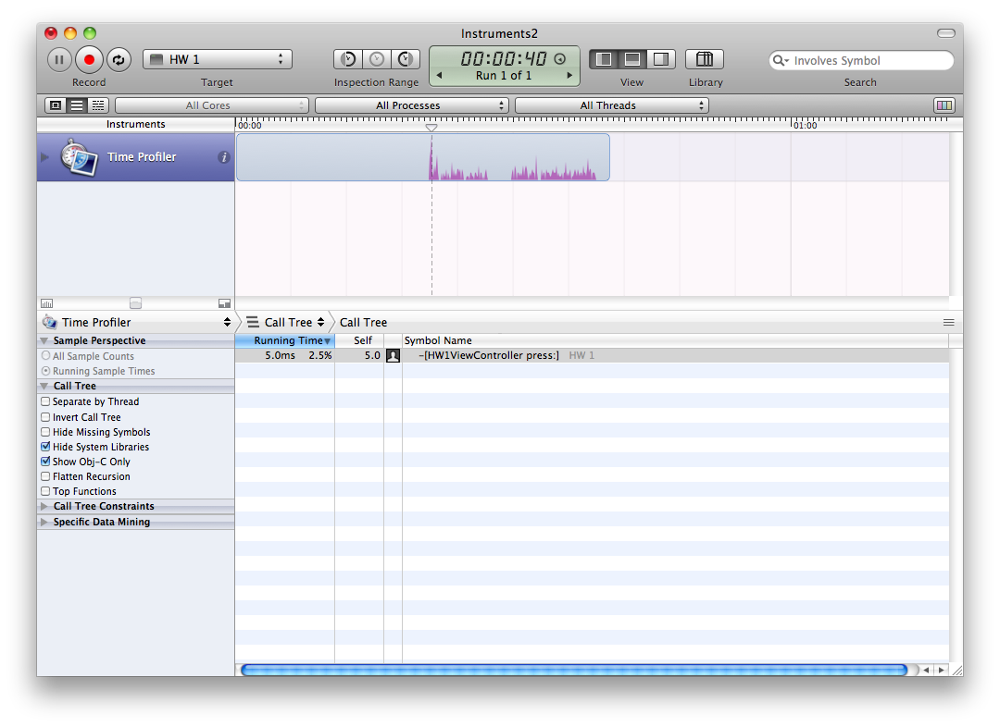 Instruments2
HW 1
00:00:40
Run 1 of 1
Involves Symbol
Record
Target
Inspection Range
View
Library
Search
All Cores
All Processes
All Threads
Instruments
00:00
01:00
Time Profiler
Time Profiler
Call Tree
Call Tree
Sample Perspective
Running Time
Self
Symbol Name
All Sample Counts
5.0ms 2.5% 5.0 -[HW1ViewController press:] HW 1
Running Sample Times
Call Tree
Separate by Thread
Invert Call Tree
Hide Missing Symbols
Hide System Libraries
Show Obj-C Only
Flatten Recursion
Top Functions
Call Tree Constraints
Specific Data Mining